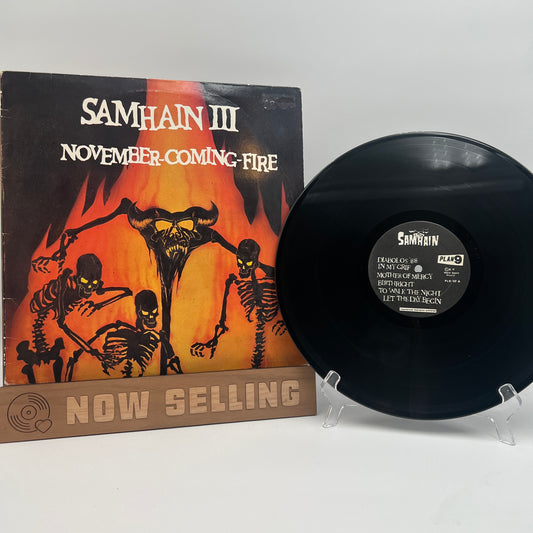 SAMHAIN III
NOVEMBER-COMING-FIRE
NOW SELLING
SAMHAIN
PLAN 9
DIABOLOS '88
IN MY GRIP
MOTHER OF MERCY
BIRTHRIGHT
TO WALK THE NIGHT
LET THE DAY BEGIN